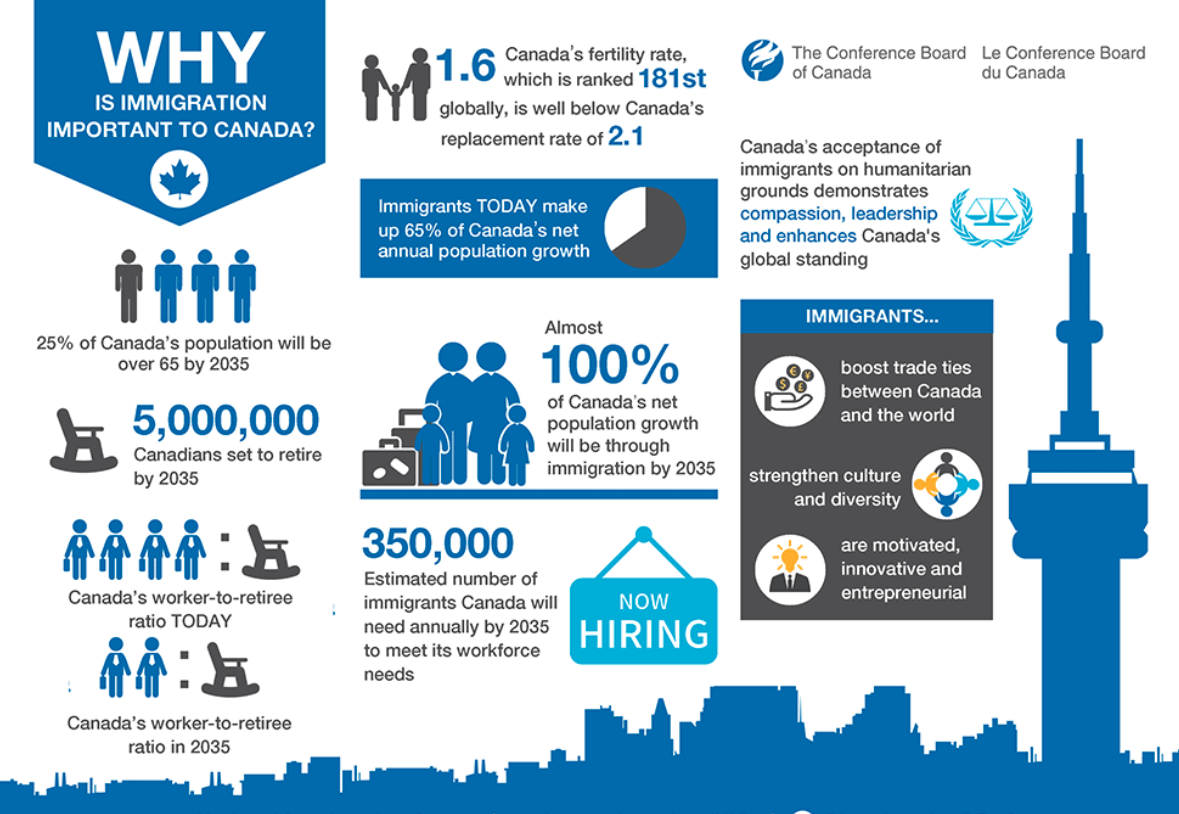 WHY
IS IMMIGRATION
IMPORTANT TO CANADA?
25% of Canada's population will be
over 65 by 2035
5,000,000
Canadians set to retire
by 2035
:
Canada's worker-to-retiree
ratio TODAY
:
Canada's worker-to-retiree
ratio in 2035
1.6 Canada's fertility rate,
which is ranked 181st
globally, is well below Canada's
replacement rate of 2.1
Immigrants TODAY make
up 65% of Canada's net
annual population growth
Almost
100%
of Canada's net
population growth
will be through
immigration by 2035
350,000
Estimated number of
immigrants Canada will
need annually by 2035
to meet its workforce
needs
NOW
HIRING
The Conference Board
of Canada
Le Conference Board
du Canada
Canada's acceptance of
immigrants on humanitarian
grounds demonstrates
compassion, leadership
and enhances Canada's
global standing
IMMIGRANTS...
$ € ¥ £
boost trade ties
between Canada
and the world
strengthen culture
and diversity
are motivated,
innovative and
entrepreneurial